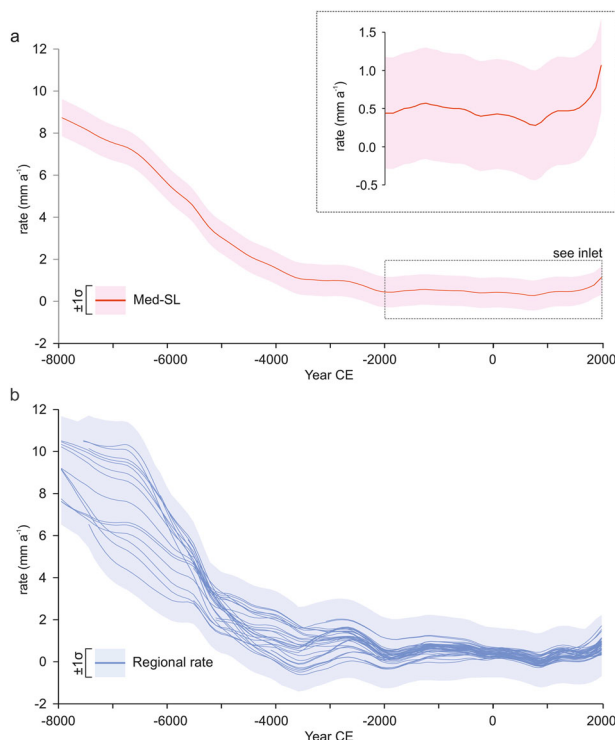 a
12
10
8
6
4
2
0
-2
rate (mm a⁻¹)
1.5
1.0
0.5
0.0
-0.5
rate (mm a⁻¹)
see inlet
±1σ
Med-SL
-8000 -6000 -4000 -2000 0 2000
Year CE
b
12
10
8
6
4
2
0
-2
rate (mm a⁻¹)
±1σ
Regional rate
-8000 -6000 -4000 -2000 0 2000
Year CE